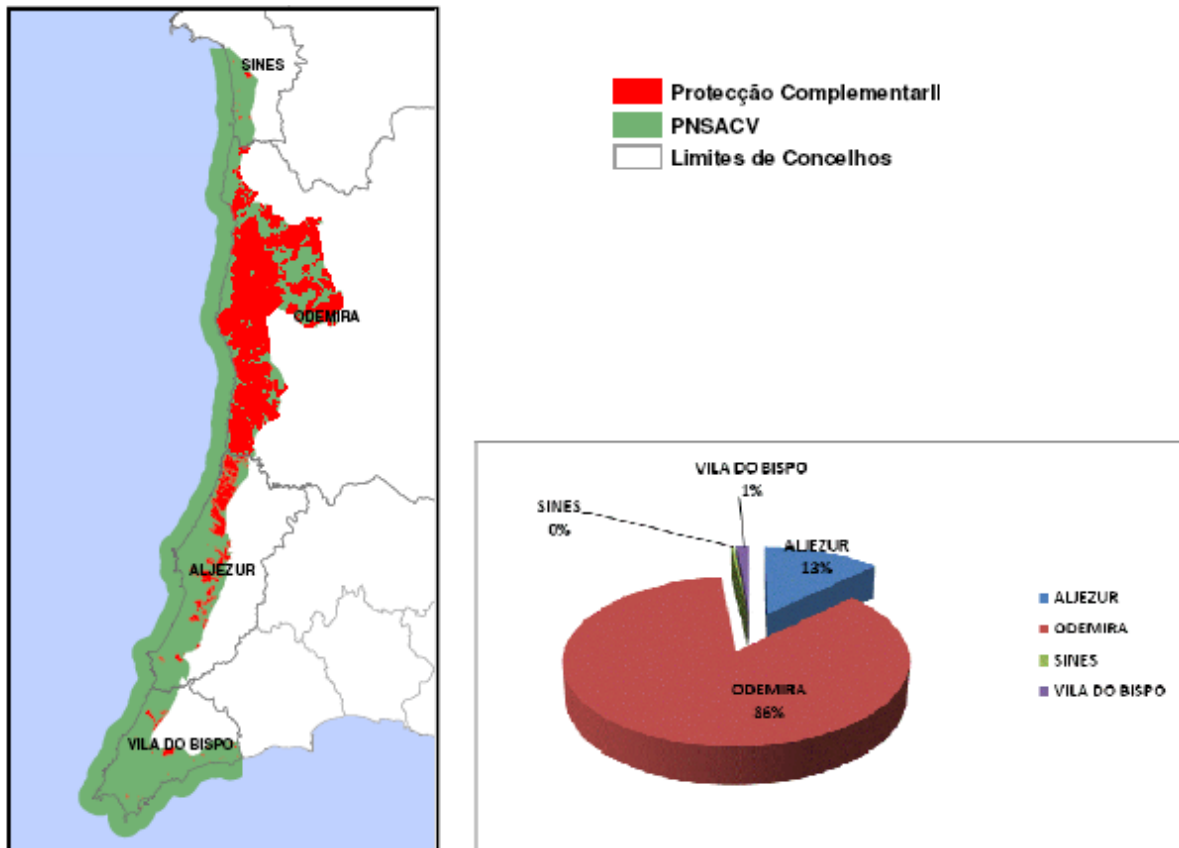 SINES
ODEMIRA
ALJEZUR
VILA DO BISPO
Protecção ComplementarII
PNSACV
Limites de Concelhos
VILA DO BISPO
1%
SINES
0%
ALJEZUR
13%
ODEMIRA
86%
ALJEZUR
ODEMIRA
SINES
VILA DO BISPO